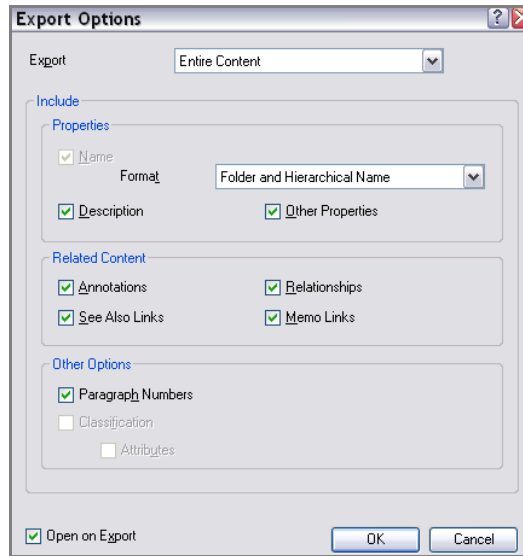 Export Options
Export Entire Content
Include
Properties
Name
Format Folder and Hierarchical Name
Description Other Properties
Related Content
Annotations Relationships
See Also Links Memo Links
Other Options
Paragraph Numbers
Classification
Attributes
Open on Export OK Cancel